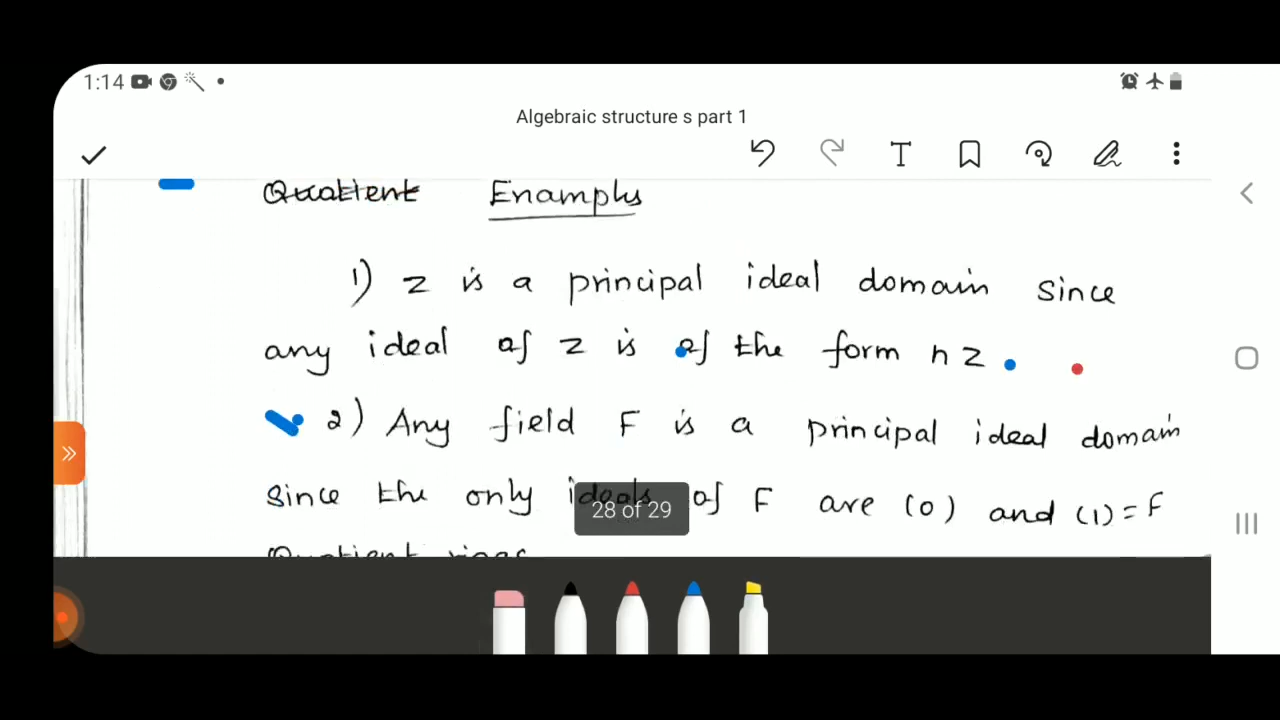 1:14
Algebraic structure s part 1
Quotient Examples
1) Z is a principal ideal domain since
any ideal of Z is of the form nZ
2) Any field F is a principal ideal domain
since the only ideals of F are (0) and (1) = F
28 of 29
Quotient rings